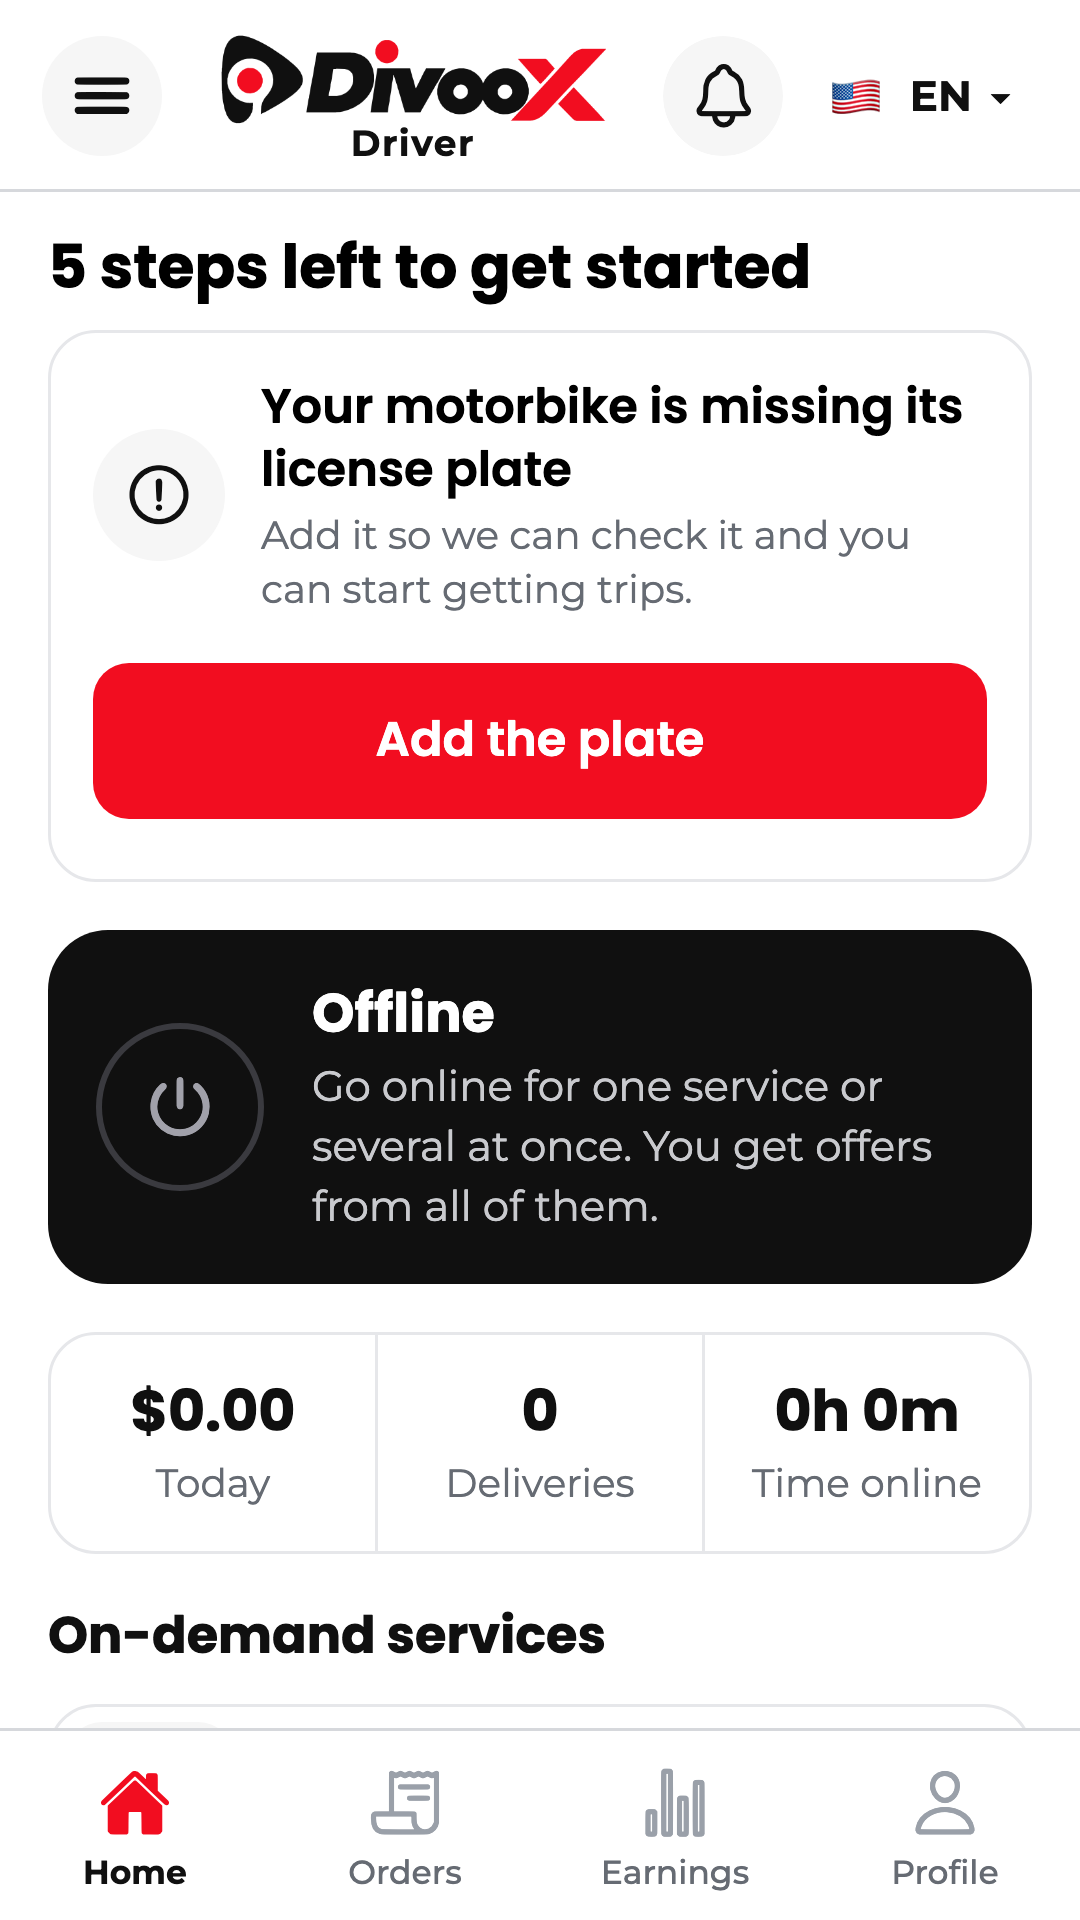 DivooX
Driver
EN
5 steps left to get started
Your motorbike is missing its
license plate
Add it so we can check it and you
can start getting trips.
Add the plate
Offline
Go online for one service or
several at once. You get offers
from all of them.
$0.00
Today
0
Deliveries
0h 0m
Time online
On-demand services
Home
Orders
Earnings
Profile